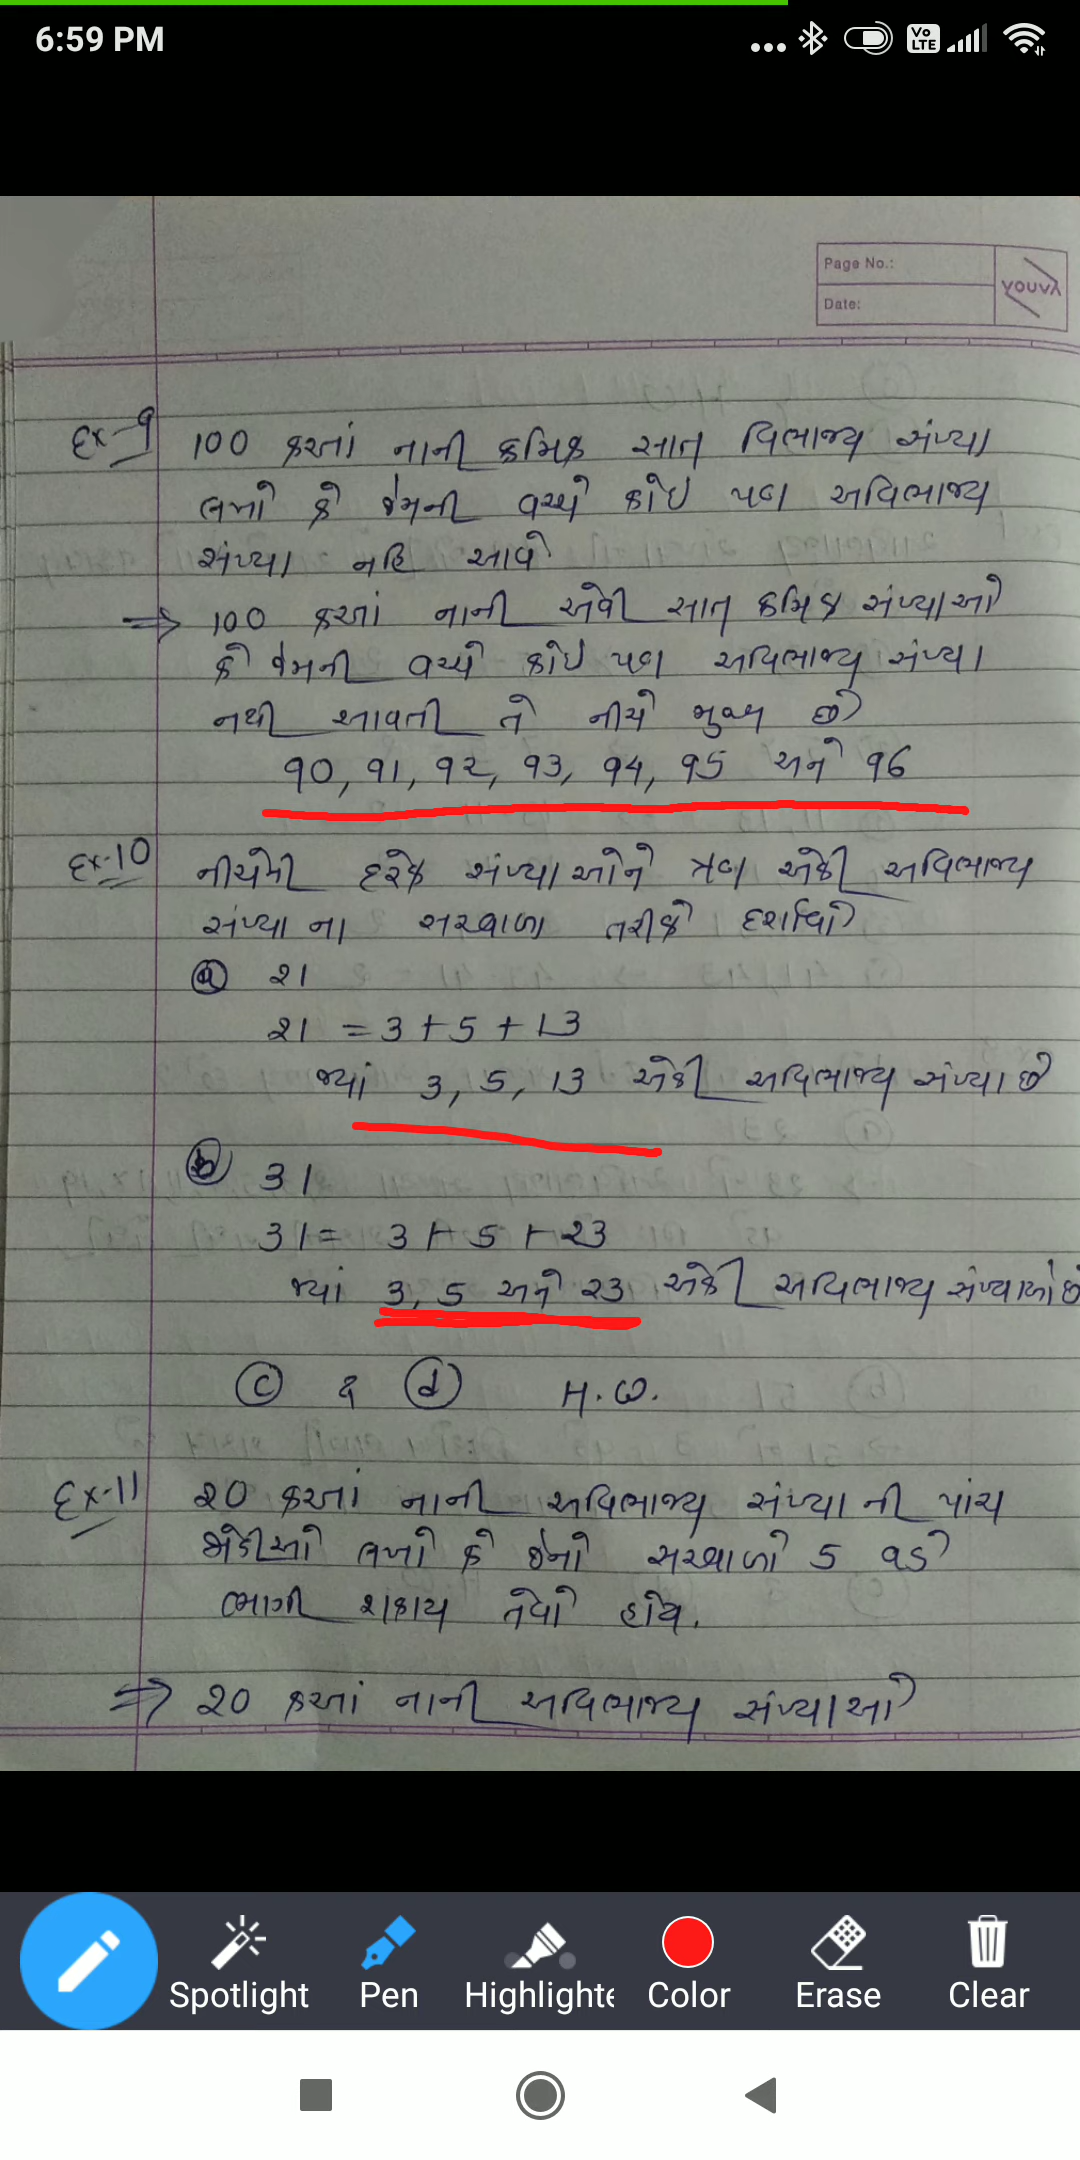 6:59 PM
Vo LTE
Page No.:
Date:
YOUVA
Ex-9 100 કરતાં નાની ક્રમિક સાત વિભાજ્ય સંખ્યા
લખો કે જેમની વચ્ચે કોઇ પણ અવિભાજ્ય
સંખ્યા નહિ આવે
⇒ 100 કરતાં નાની એવી સાત ક્રમિક સંખ્યાઓ
કે જેમની વચ્ચે કોઇ પણ અવિભાજ્ય સંખ્યા
નથી આવતી તે નીચે મુજબ છે
90, 91, 92, 93, 94, 95 અને 96
Ex-10 નીચેની દરેક સંખ્યાઓને ત્રણ એકી અવિભાજ્ય
સંખ્યા ના સરવાળા તરીકે દર્શાવો
(a) 21
21 = 3 + 5 + 13
જ્યાં 3, 5, 13 એકી અવિભાજ્ય સંખ્યા છે
(b) 31
31 = 3 + 5 + 23
જ્યાં 3, 5 અને 23 એકી અવિભાજ્ય સંખ્યાઓ છે
(c) & (d) H.W.
Ex-11 20 કરતાં નાની અવિભાજ્ય સંખ્યા ની પાંચ
જોડીઓ લખો કે જેનો સરવાળો 5 વડે
ભાગી શકાય તેવો હોય.
⇒ 20 કરતાં નાની અવિભાજ્ય સંખ્યાઓ
Spotlight Pen Highlighte Color Erase Clear